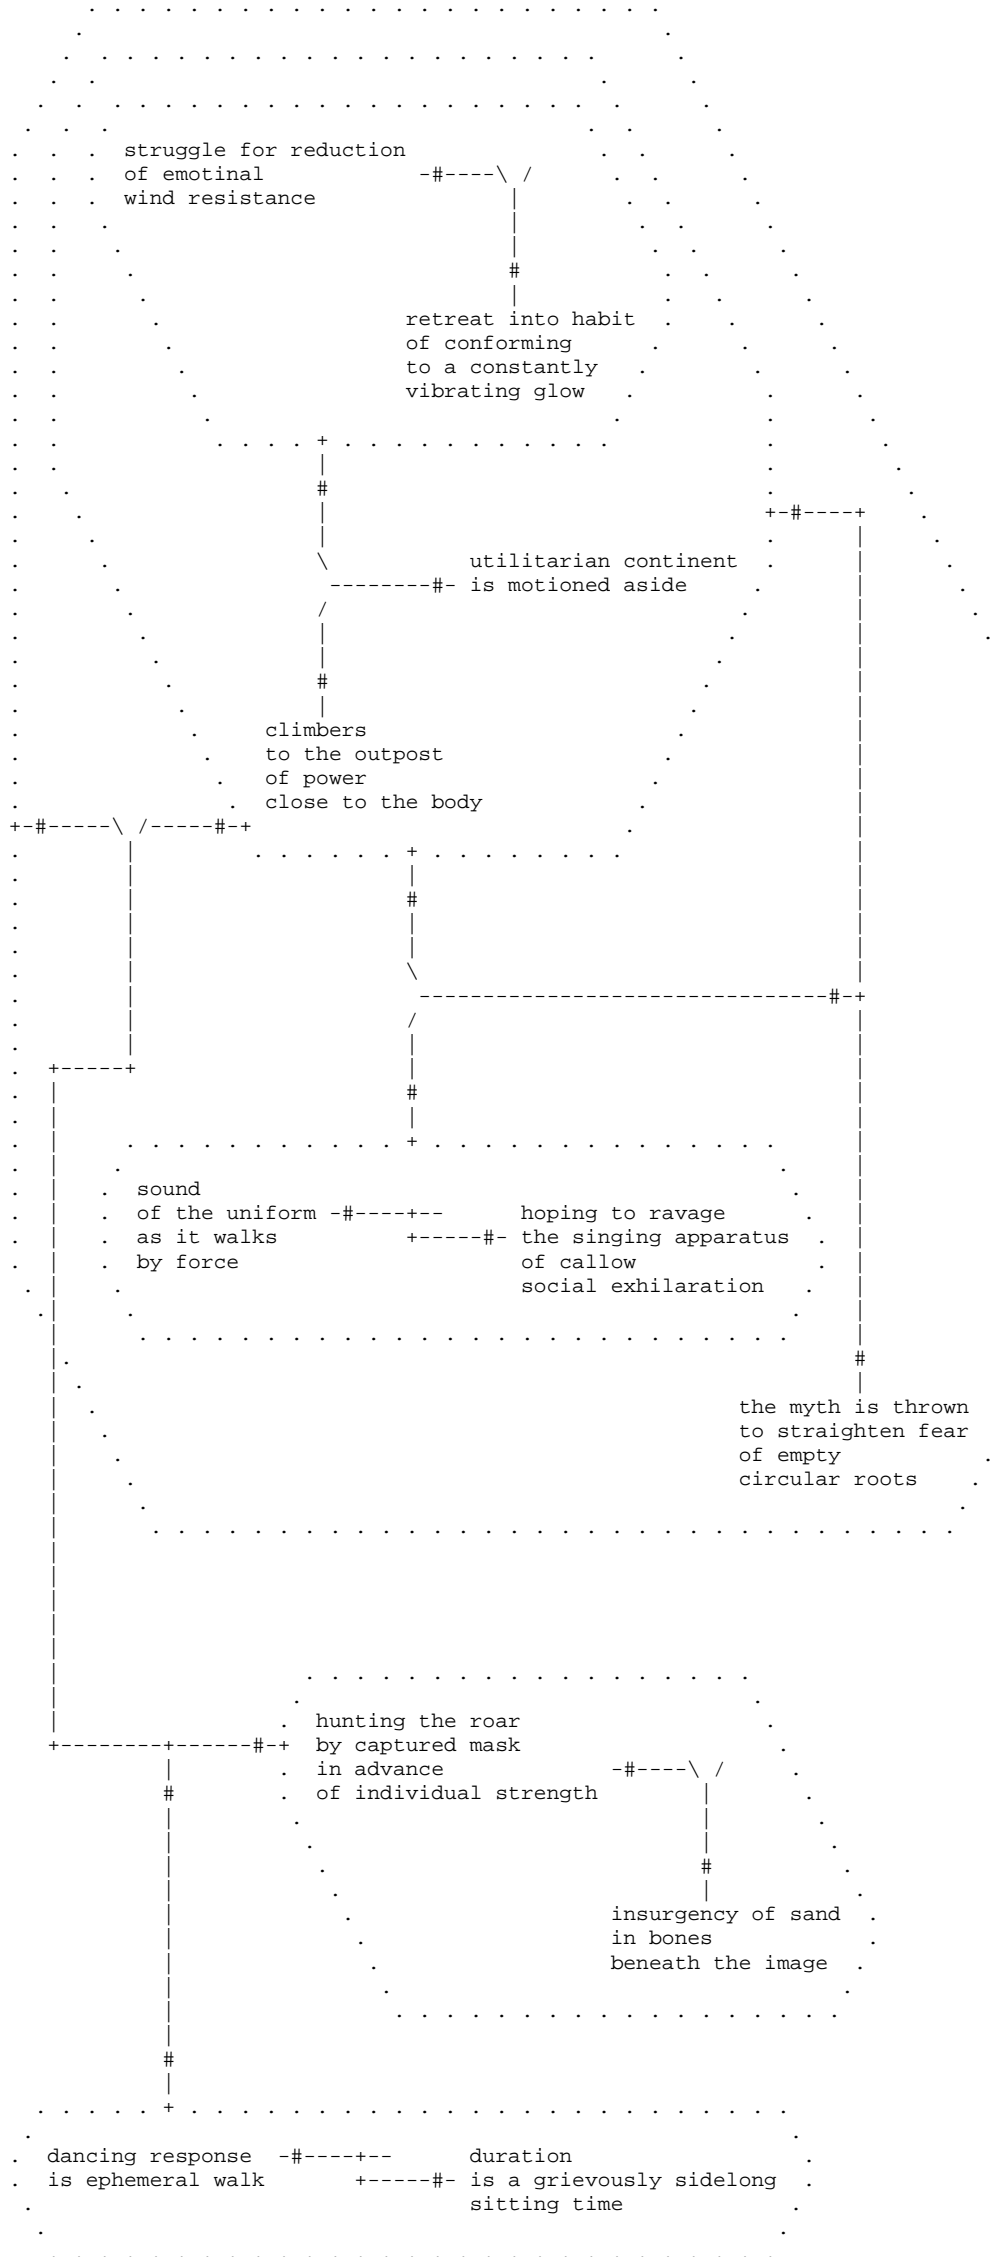 struggle for reduction
of emotinal
wind resistance
retreat into habit
of conforming
to a constantly
vibrating glow
utilitarian continent
is motioned aside
climbers
to the outpost
of power
close to the body
sound
of the uniform
as it walks
by force
hoping to ravage
the singing apparatus
of callow
social exhilaration
the myth is thrown
to straighten fear
of empty
circular roots
hunting the roar
by captured mask
in advance
of individual strength
insurgency of sand
in bones
beneath the image
dancing response
is ephemeral walk
duration
is a grievously sidelong
sitting time